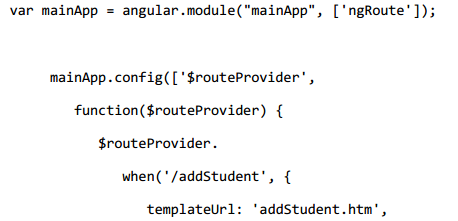 var mainApp = angular.module("mainApp", ['ngRoute']);
mainApp.config(['$routeProvider',
function($routeProvider) {
$routeProvider.
when('/addStudent', {
templateUrl: 'addStudent.htm',